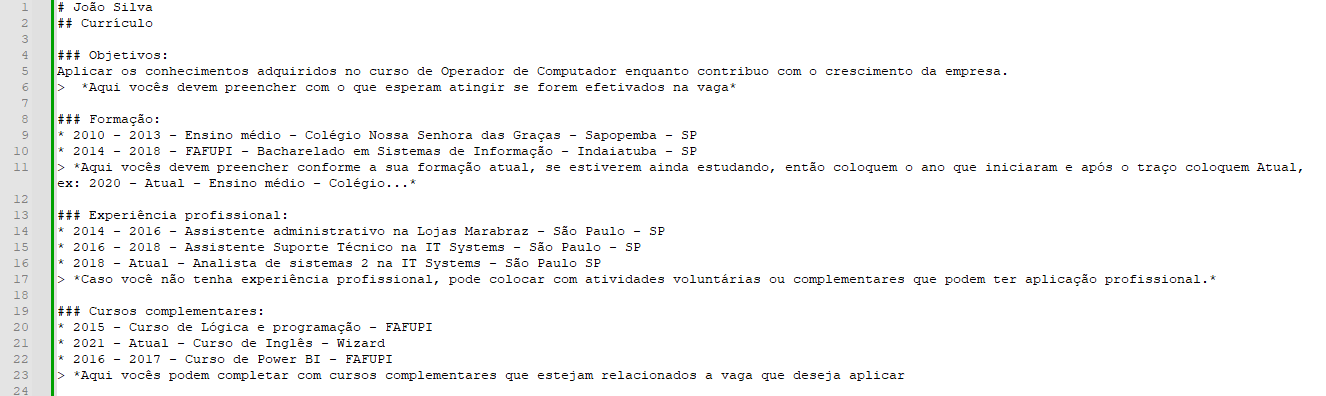 1 # João Silva
2 ## Currículo
3
4 ### Objetivos:
5 Aplicar os conhecimentos adquiridos no curso de Operador de Computador enquanto contribuo com o crescimento da empresa.
6 >  *Aqui vocês devem preencher com o que esperam atingir se forem efetivados na vaga*
7
8 ### Formação:
9 * 2010 - 2013 - Ensino médio - Colégio Nossa Senhora das Graças - Sapopemba - SP
10 * 2014 - 2018 - FAFUPI - Bacharelado em Sistemas de Informação - Indaiatuba - SP
11 > *Aqui vocês devem preencher conforme a sua formação atual, se estiverem ainda estudando, então coloquem o ano que iniciaram e após o traço coloquem Atual,
ex: 2020 - Atual - Ensino médio - Colégio...*
12
13 ### Experiência profissional:
14 * 2014 - 2016 - Assistente administrativo na Lojas Marabraz - São Paulo - SP
15 * 2016 - 2018 - Assistente Suporte Técnico na IT Systems - São Paulo - SP
16 * 2018 - Atual - Analista de sistemas 2 na IT Systems - São Paulo SP
17 > *Caso você não tenha experiência profissional, pode colocar com atividades voluntárias ou complementares que podem ter aplicação profissional.*
18
19 ### Cursos complementares:
20 * 2015 - Curso de Lógica e programação - FAFUPI
21 * 2021 - Atual - Curso de Inglês - Wizard
22 * 2016 - 2017 - Curso de Power BI - FAFUPI
23 > *Aqui vocês podem completar com cursos complementares que estejam relacionados a vaga que deseja aplicar
24